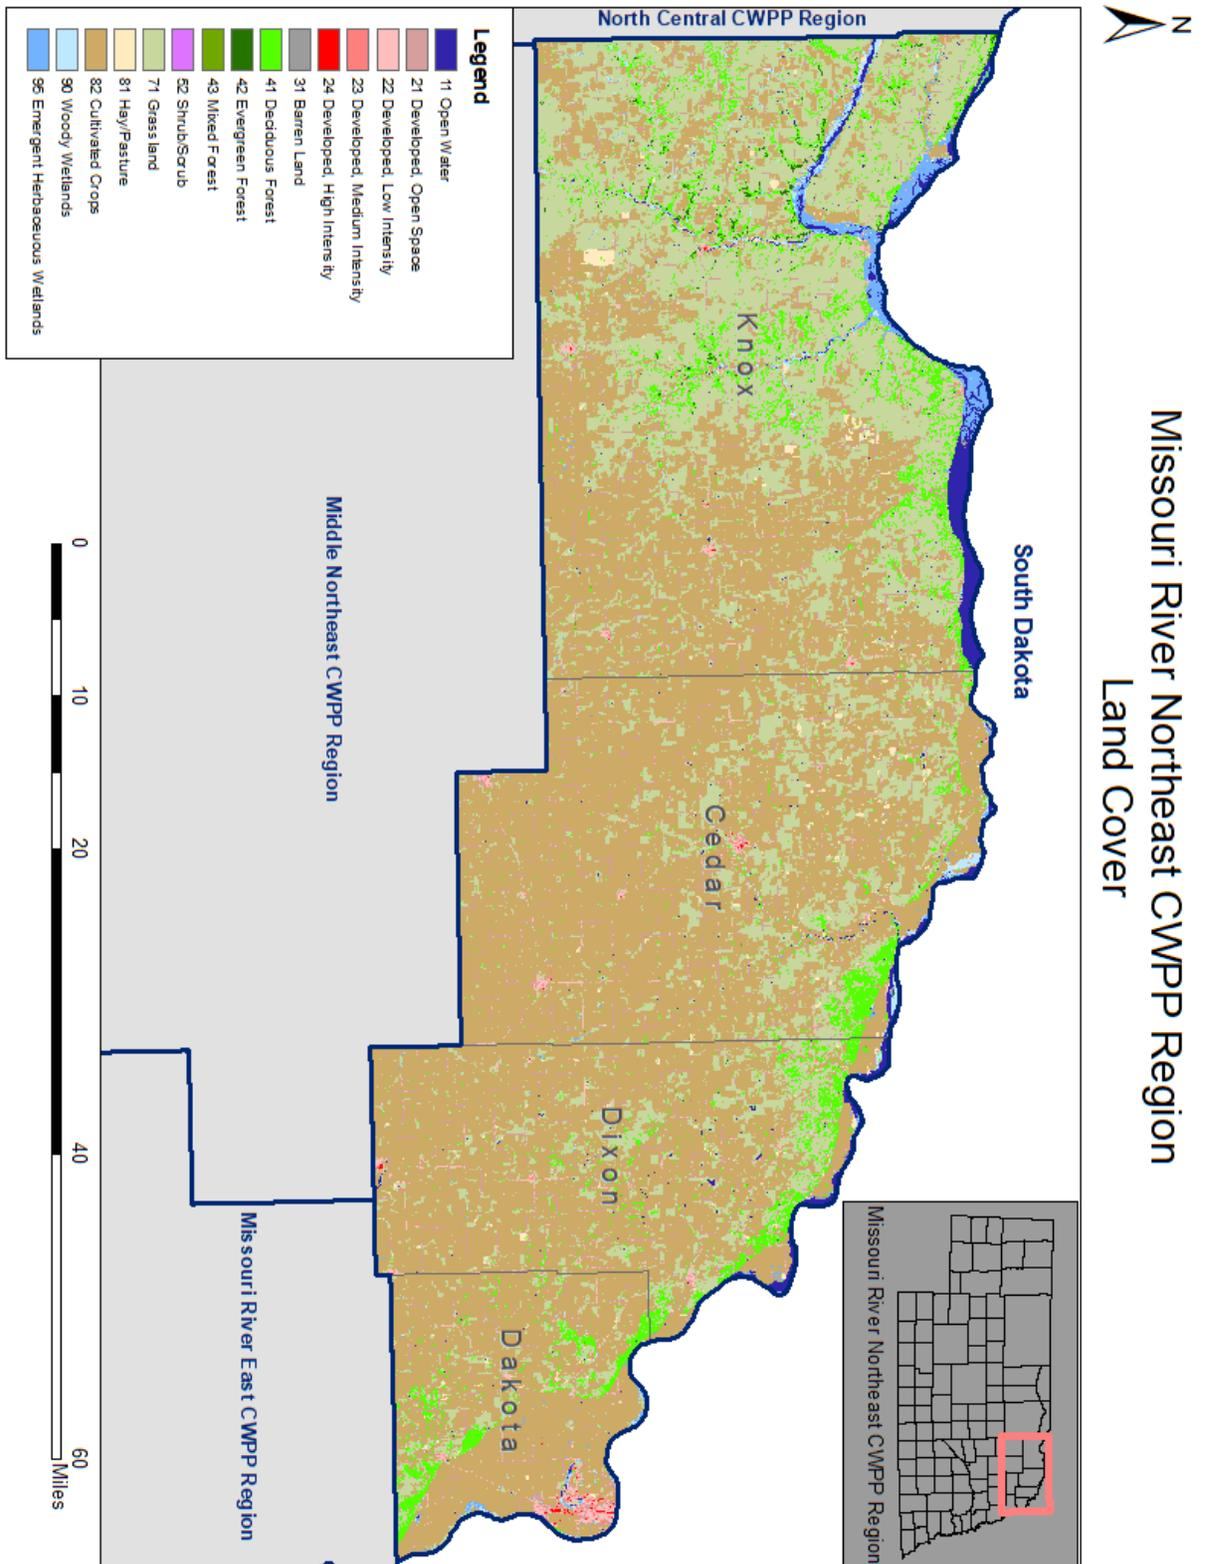 Missouri River Northeast CWPP Region
Land Cover
N
North Central CWPP Region
South Dakota
Knox
Cedar
Dixon
Dakota
Middle Northeast CWPP Region
Missouri River East CWPP Region
Missouri River Northeast CWPP Region
Legend
11 Open Water
21 Developed, Open Space
22 Developed, Low Intensity
23 Developed, Medium Intensity
24 Developed, High Intensity
31 Barren Land
41 Deciduous Forest
42 Evergreen Forest
43 Mixed Forest
52 Shrub/Scrub
71 Grassland
81 Hay/Pasture
82 Cultivated Crops
90 Woody Wetlands
95 Emergent Herbaceuous Wetlands
0 10 20 40 60
Miles